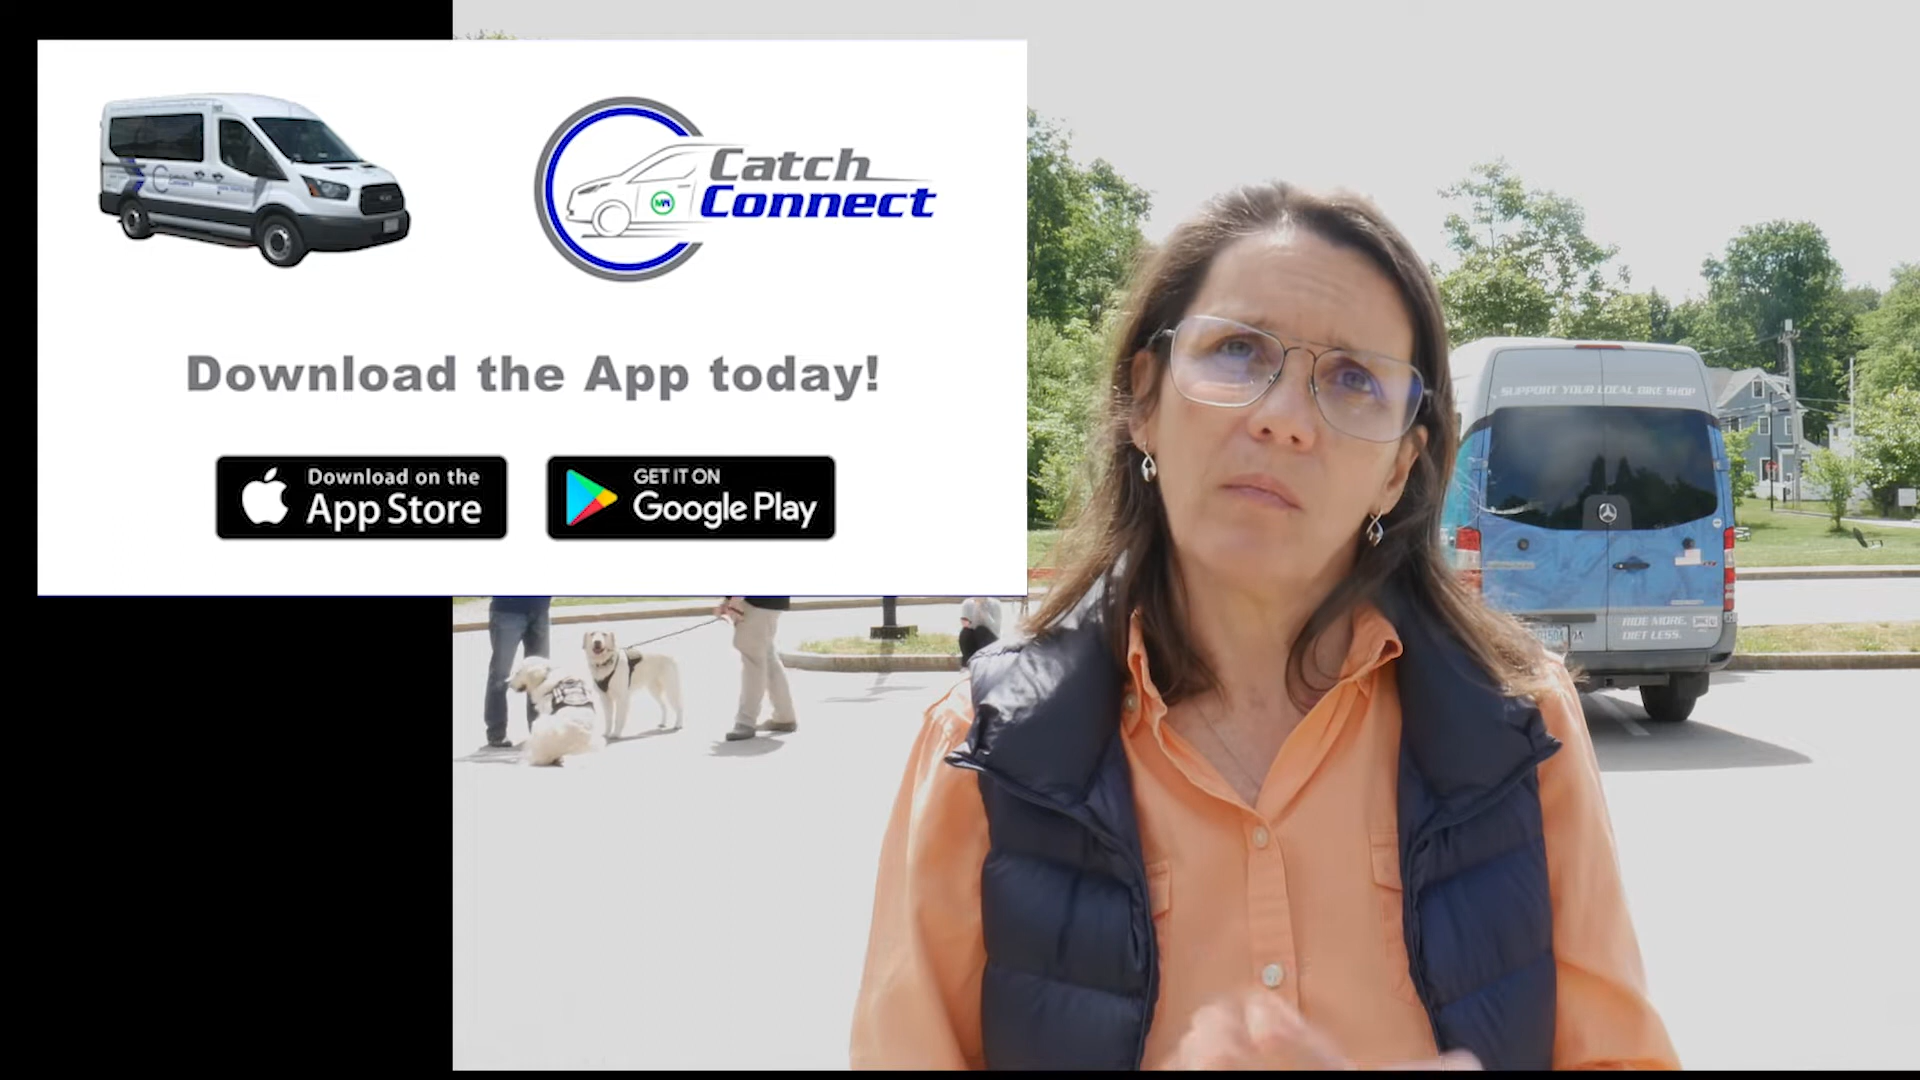 Catch
Connect
Download the App today!
Download on the
App Store
GET IT ON
Google Play
SUPPORT YOUR LOCAL BIKE SHOP
RIDE MORE.
DIET LESS.